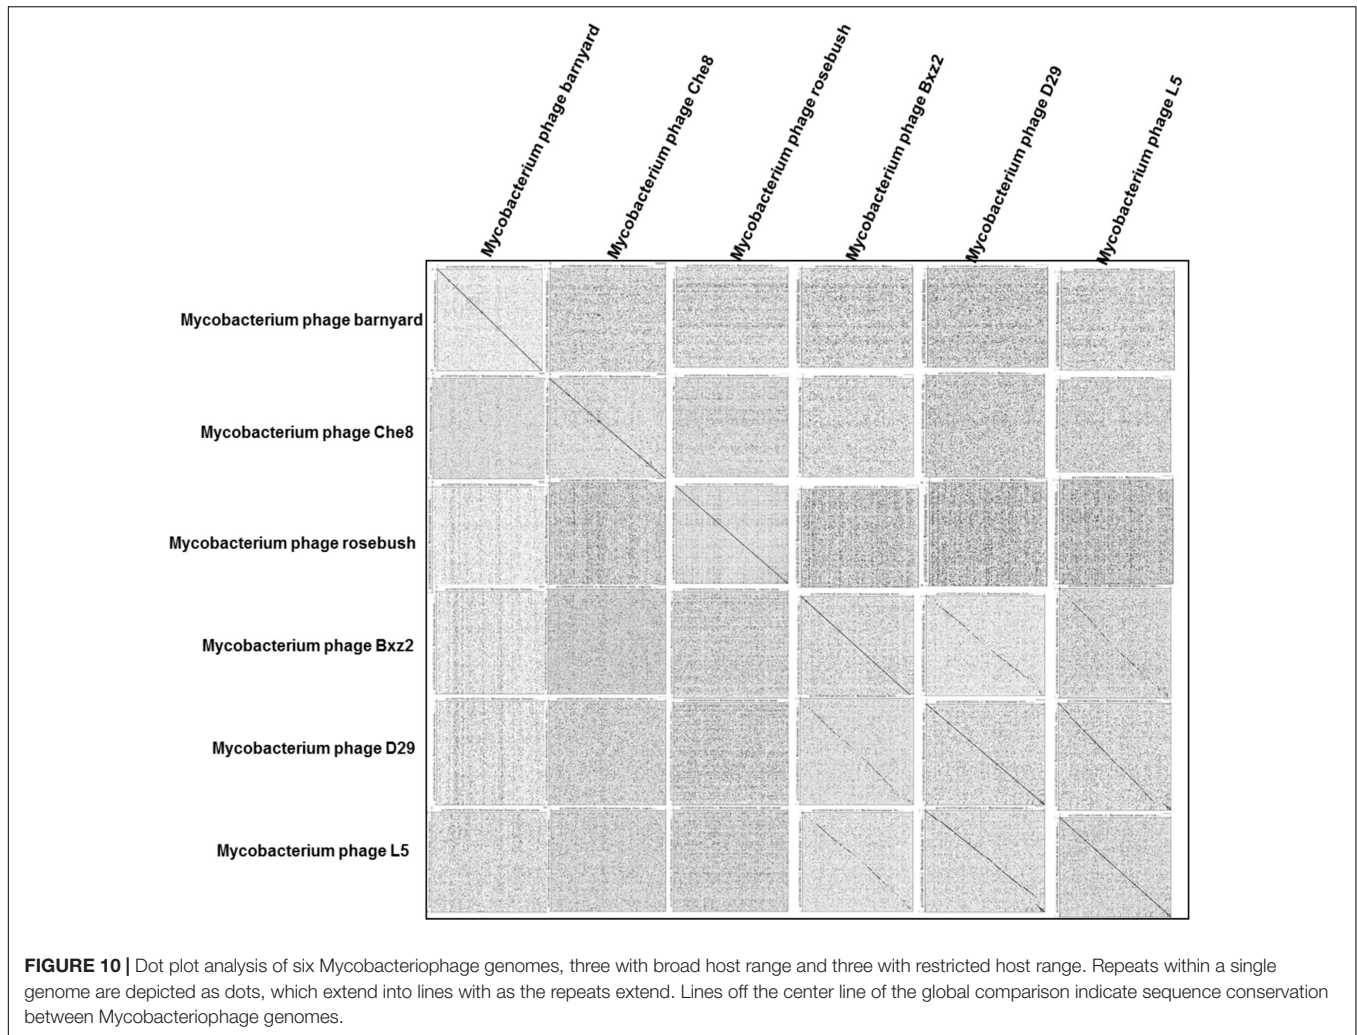 Mycobacterium phage barnyard
Mycobacterium phage Che8
Mycobacterium phage rosebush
Mycobacterium phage Bxz2
Mycobacterium phage D29
Mycobacterium phage L5
Mycobacterium phage barnyard
Mycobacterium phage Che8
Mycobacterium phage rosebush
Mycobacterium phage Bxz2
Mycobacterium phage D29
Mycobacterium phage L5
FIGURE 10 | Dot plot analysis of six Mycobacteriophage genomes, three with broad host range and three with restricted host range. Repeats within a single
genome are depicted as dots, which extend into lines with as the repeats extend. Lines off the center line of the global comparison indicate sequence conservation
between Mycobacteriophage genomes.